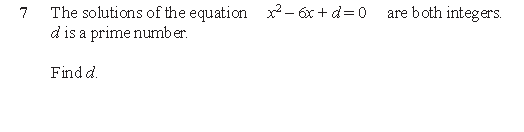 7 The solutions of the equation x² – 6x + d = 0 are both integers.
d is a prime number.
Find d.